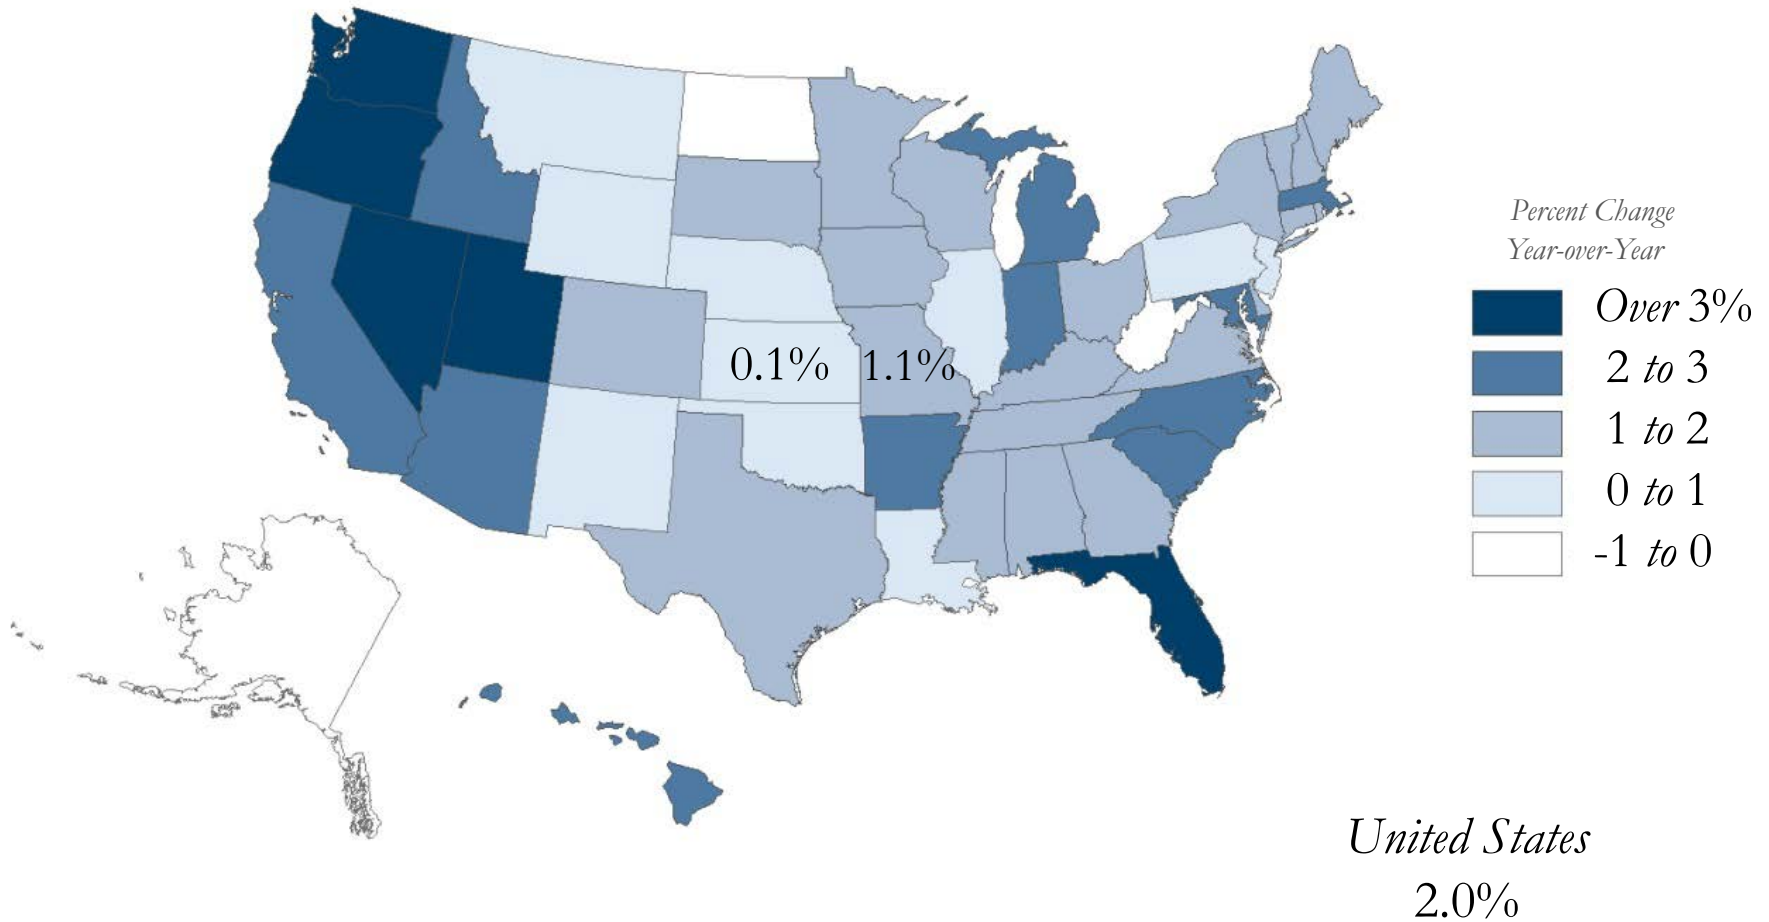 0.1%
1.1%
Percent Change
Year-over-Year
Over 3%
2 to 3
1 to 2
0 to 1
-1 to 0
United States
2.0%